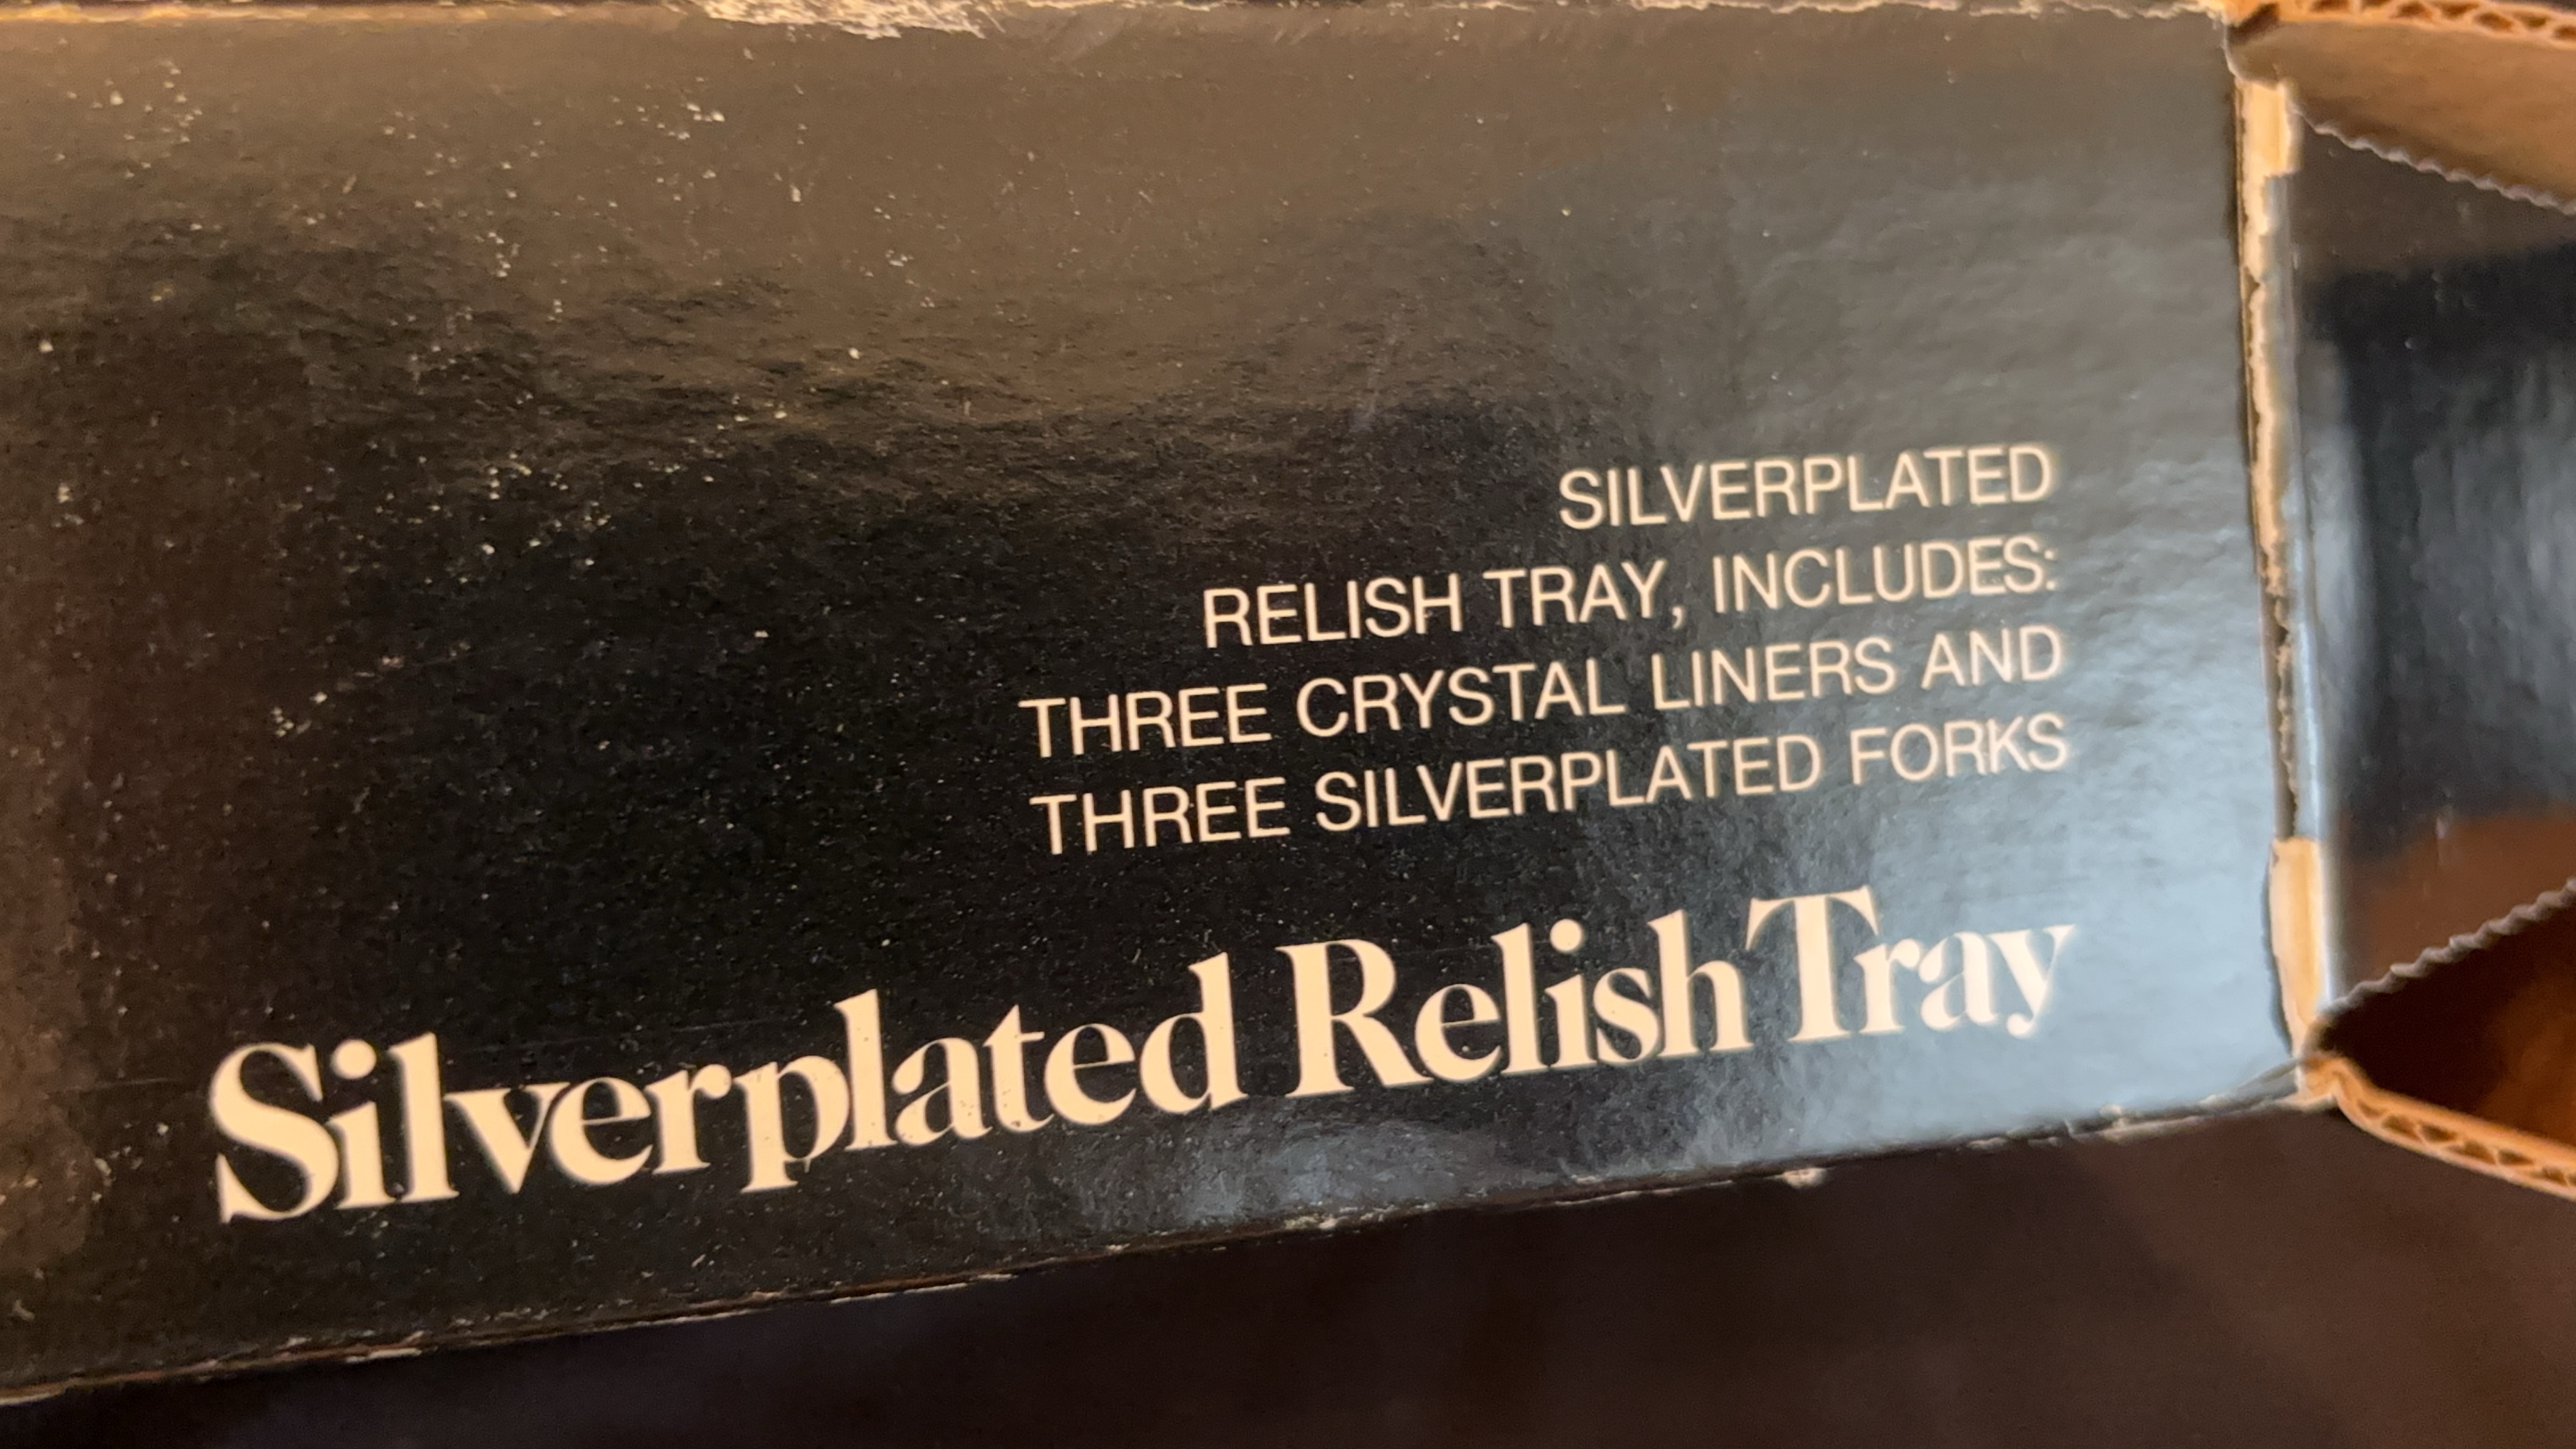 SILVERPLATED
RELISH TRAY, INCLUDES:
THREE CRYSTAL LINERS AND
THREE SILVERPLATED FORKS
Silverplated Relish Tray